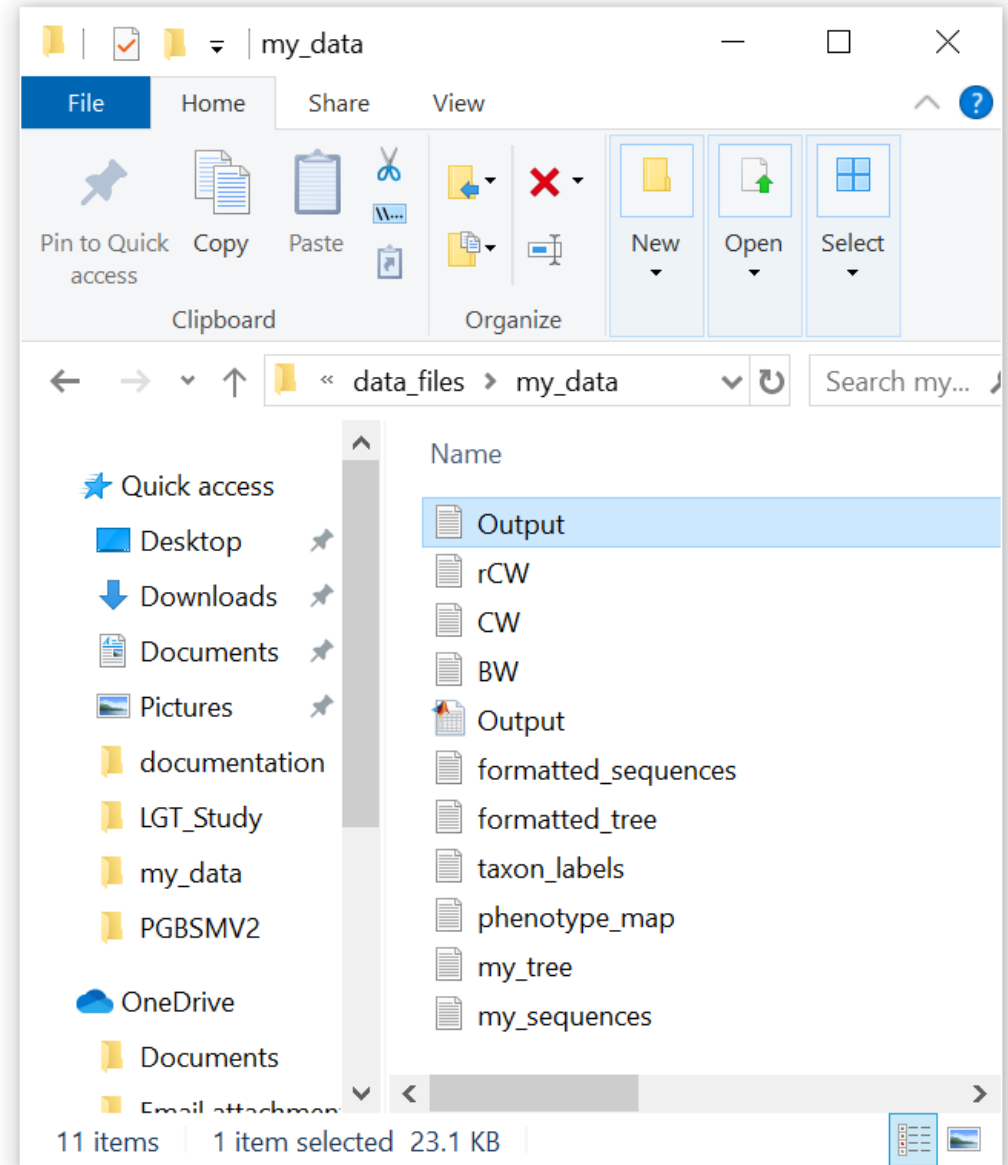 my_data
File Home Share View
Pin to Quick access Copy Paste New Open Select
Clipboard Organize
« data_files > my_data Search my...
Name
Quick access
Desktop
Downloads
Documents
Pictures
documentation
LGT_Study
my_data
PGBSMV2
OneDrive
Documents
Email attachmen
Output
rCW
CW
BW
Output
formatted_sequences
formatted_tree
taxon_labels
phenotype_map
my_tree
my_sequences
11 items 1 item selected 23.1 KB